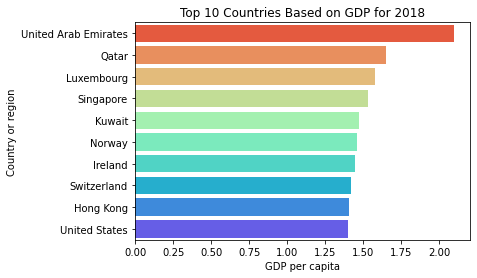 Top 10 Countries Based on GDP for 2018
Country or region
United Arab Emirates
Qatar
Luxembourg
Singapore
Kuwait
Norway
Ireland
Switzerland
Hong Kong
United States
0.00 0.25 0.50 0.75 1.00 1.25 1.50 1.75 2.00
GDP per capita